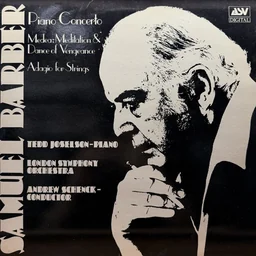 SAMUEL BARBER
Piano Concerto
Medea: Meditation &
Dance of Vengeance
Adagio for Strings
ASV
DIGITAL
TEDD JOSELSON-PIANO
LONDON SYMPHONY
ORCHESTRA
ANDREW SCHENCK-
CONDUCTOR